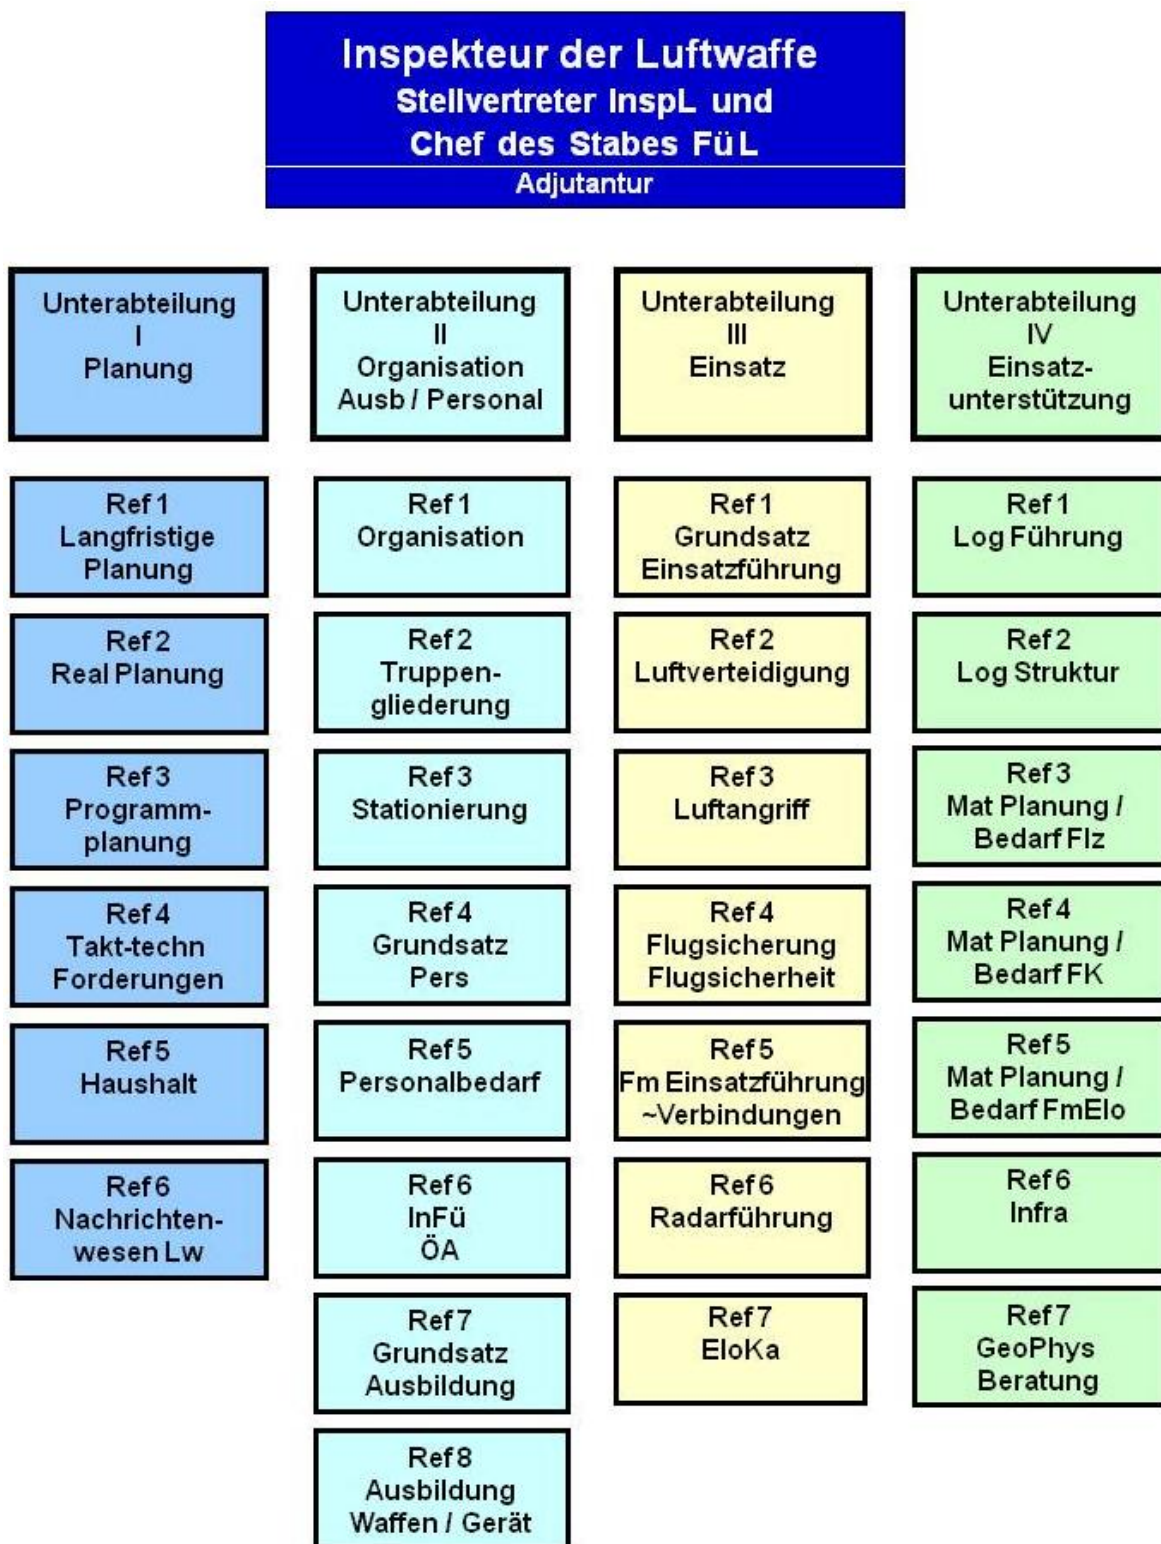 Inspekteur der Luftwaffe
Stellvertreter InspL und
Chef des Stabes FüL
Adjutantur
Unterabteilung
I
Planung
Ref 1
Langfristige
Planung
Ref 2
Real Planung
Ref 3
Programm-
planung
Ref 4
Takt-techn
Forderungen
Ref 5
Haushalt
Ref 6
Nachrichten-
wesen Lw
Unterabteilung
II
Organisation
Ausb / Personal
Ref 1
Organisation
Ref 2
Truppen-
gliederung
Ref 3
Stationierung
Ref 4
Grundsatz
Pers
Ref 5
Personalbedarf
Ref 6
InFü
ÖA
Ref 7
Grundsatz
Ausbildung
Ref 8
Ausbildung
Waffen / Gerät
Unterabteilung
III
Einsatz
Ref 1
Grundsatz
Einsatzführung
Ref 2
Luftverteidigung
Ref 3
Luftangriff
Ref 4
Flugsicherung
Flugsicherheit
Ref 5
Fm Einsatzführung
~Verbindungen
Ref 6
Radarführung
Ref 7
EloKa
Unterabteilung
IV
Einsatz-
unterstützung
Ref 1
Log Führung
Ref 2
Log Struktur
Ref 3
Mat Planung /
Bedarf Flz
Ref 4
Mat Planung /
Bedarf FK
Ref 5
Mat Planung /
Bedarf FmElo
Ref 6
Infra
Ref 7
GeoPhys
Beratung